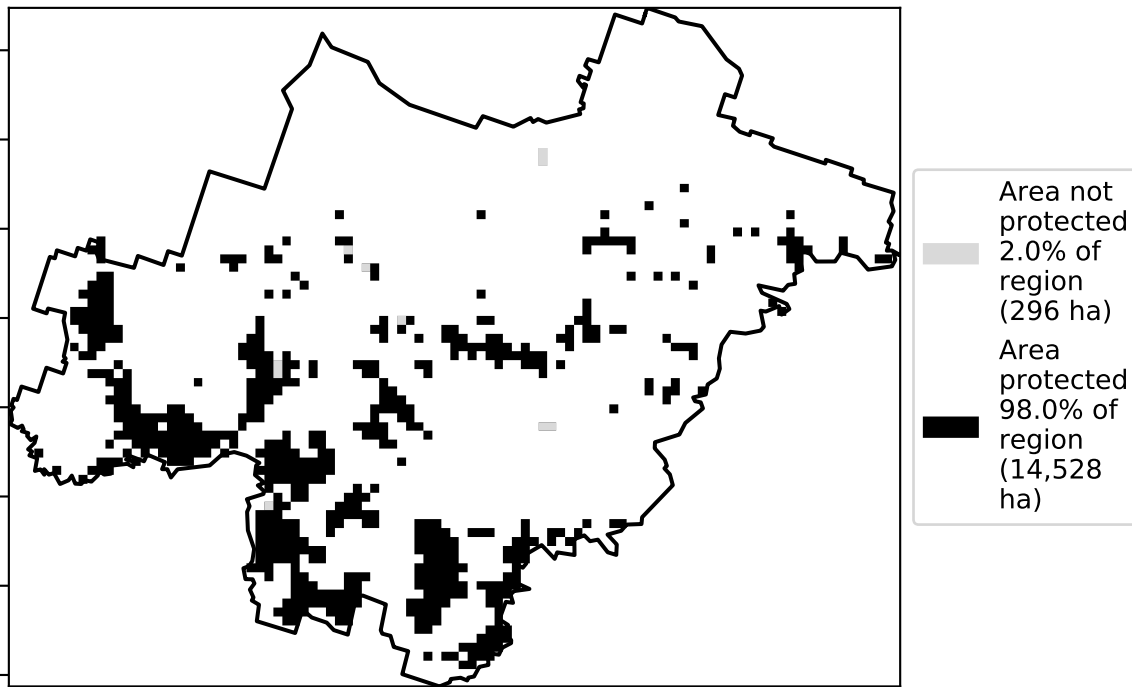 Area not
protected
2.0% of
region
(296 ha)
Area
protected
98.0% of
region
(14,528
ha)